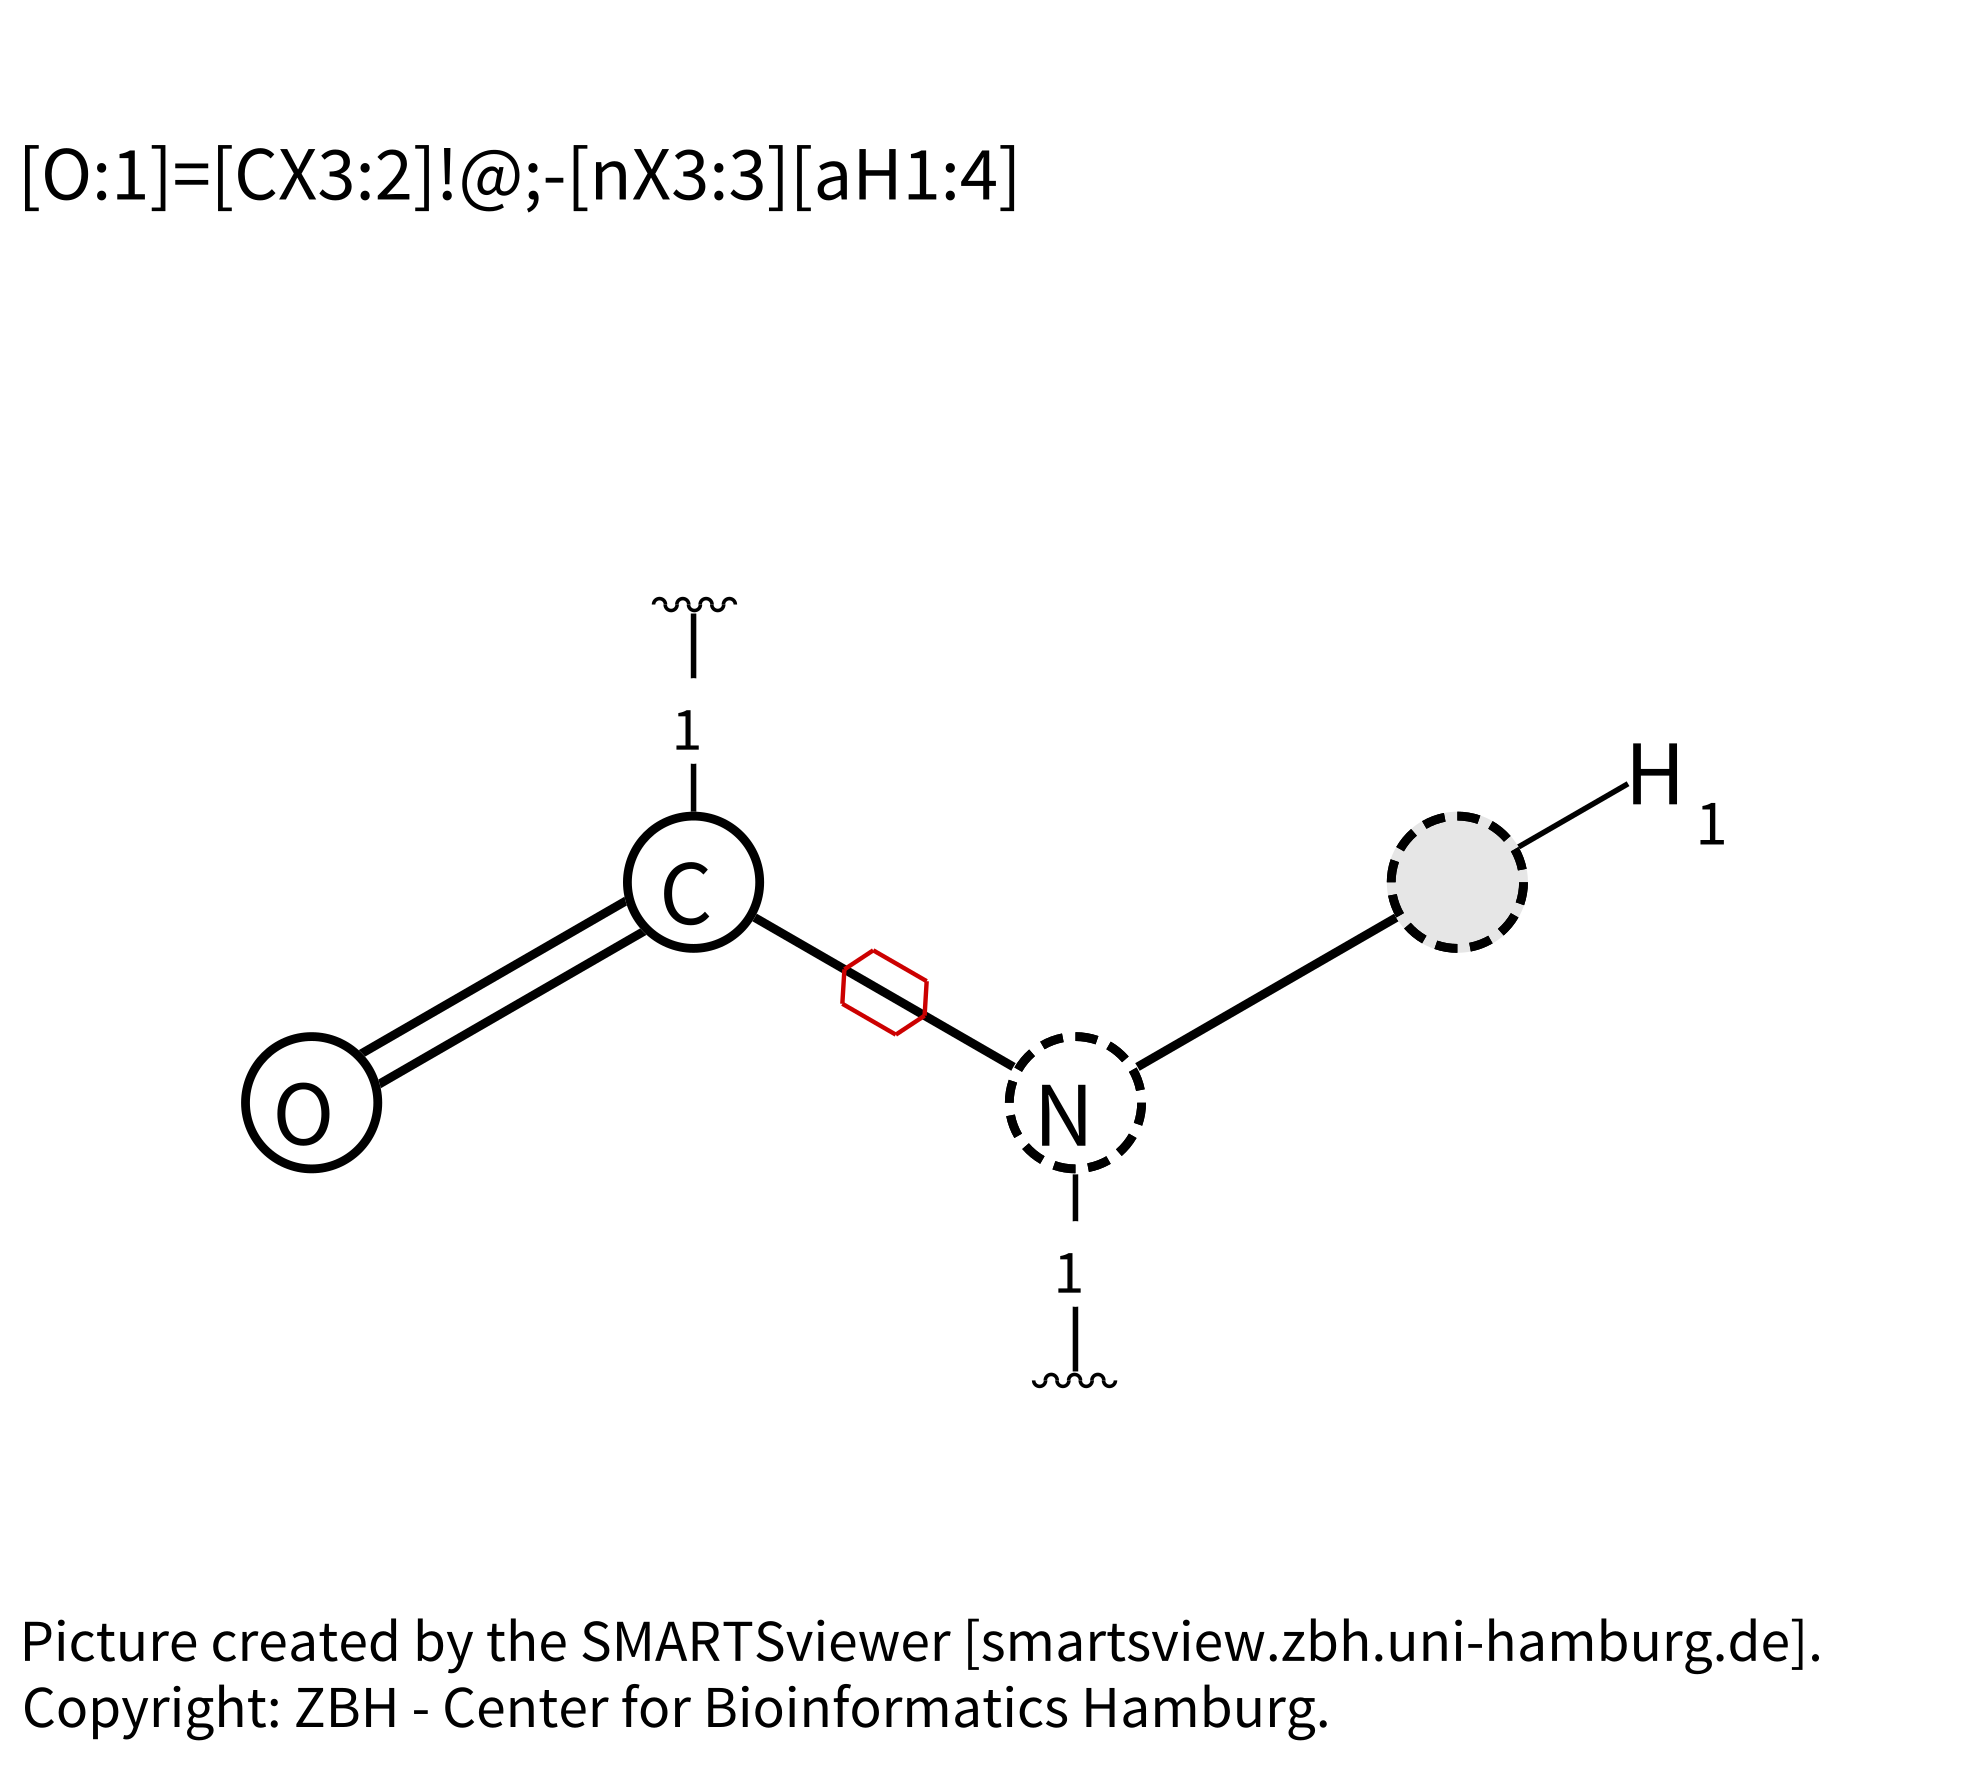 [O:1]=[CX3:2]!@;-[nX3:3][aH1:4]
1
H 1
C
1
O
N
1
Picture created by the SMARTSviewer [smartsview.zbh.uni-hamburg.de].
Copyright: ZBH - Center for Bioinformatics Hamburg.